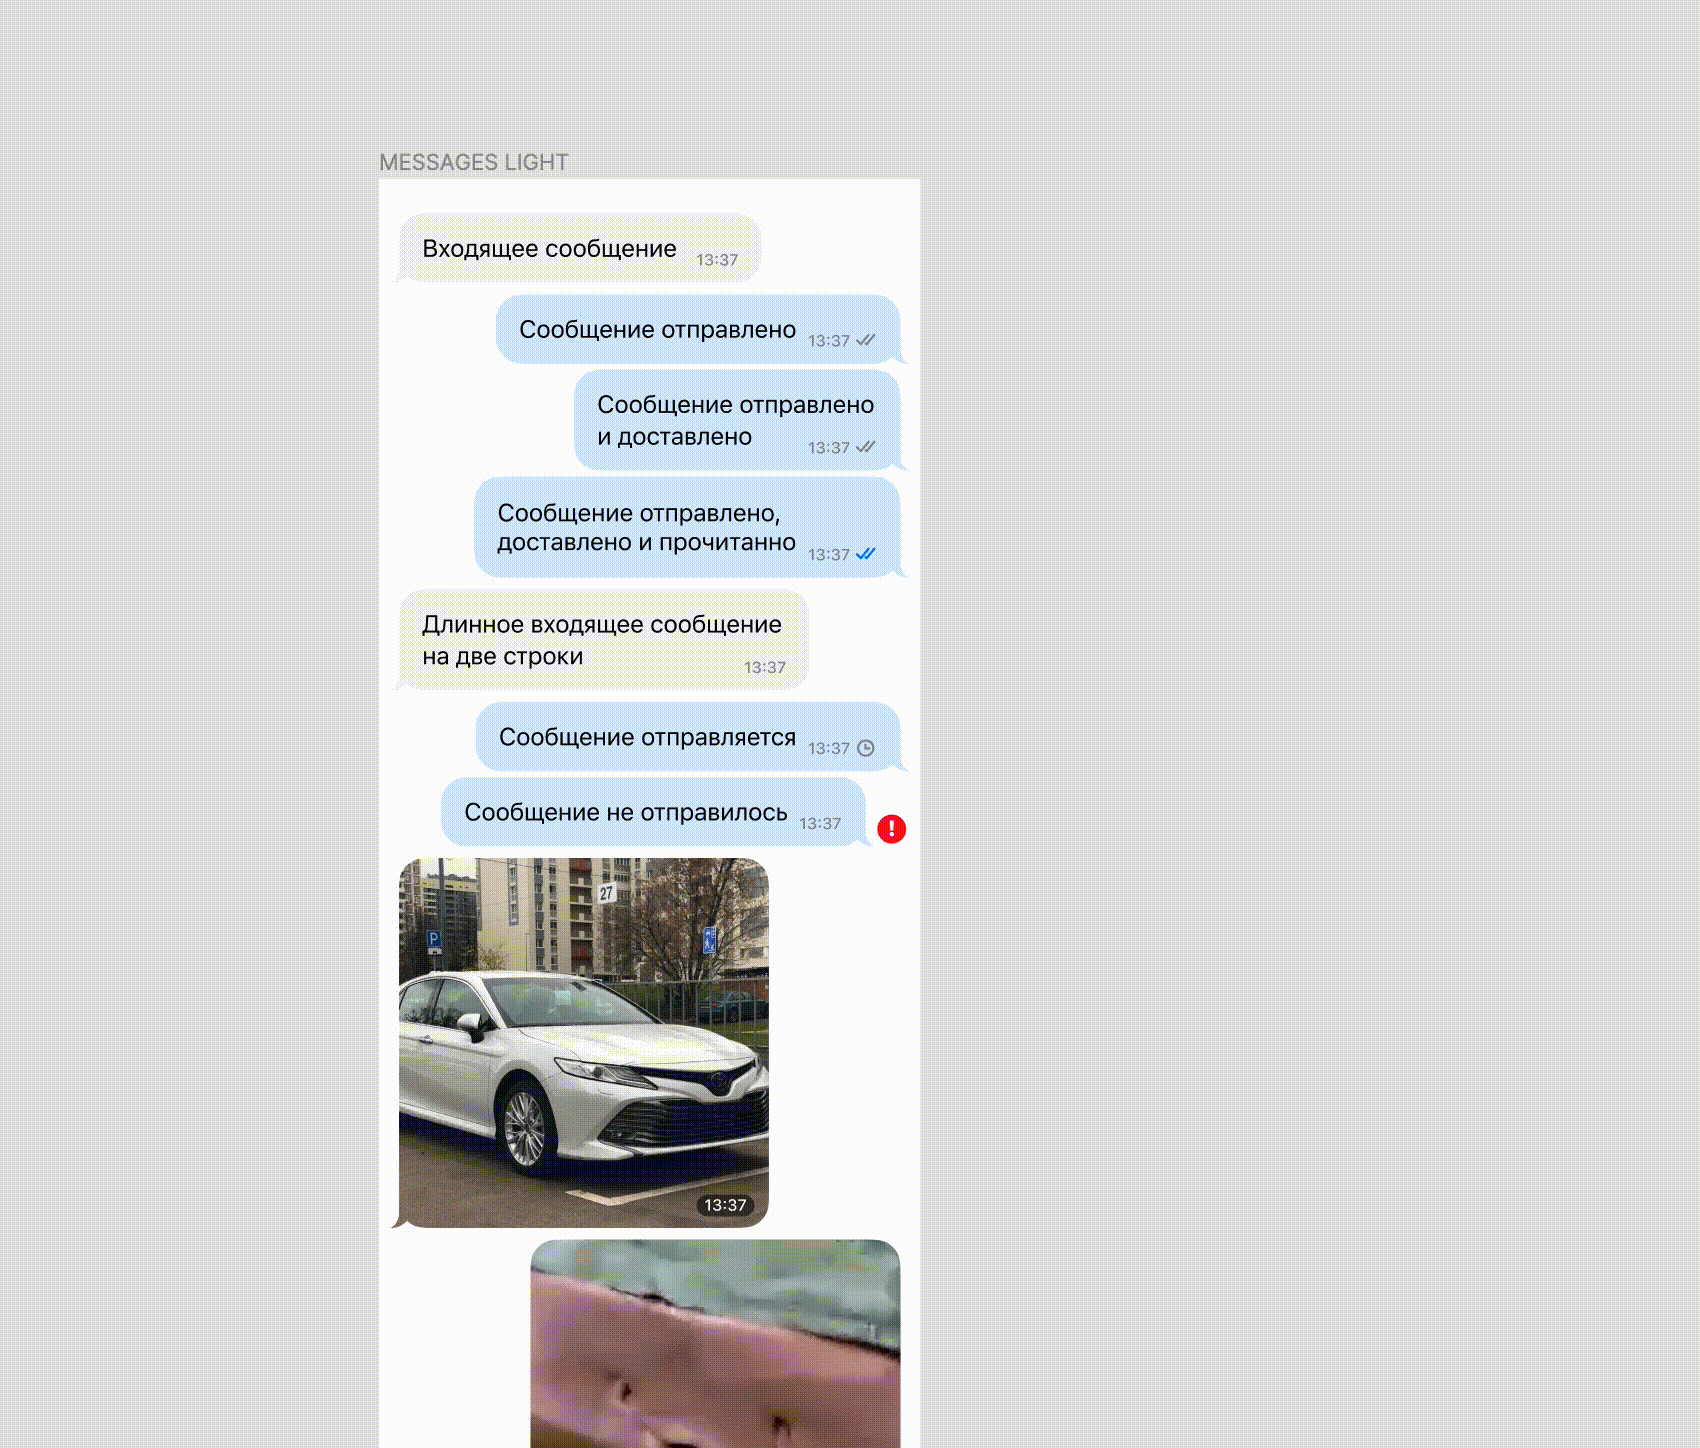 MESSAGES LIGHT
Входящее сообщение 13:37
Сообщение отправлено 13:37
Сообщение отправлено
и доставлено 13:37
Сообщение отправлено,
доставлено и прочитанно 13:37
Длинное входящее сообщение
на две строки 13:37
Сообщение отправляется 13:37
Сообщение не отправилось 13:37
27
P
13:37